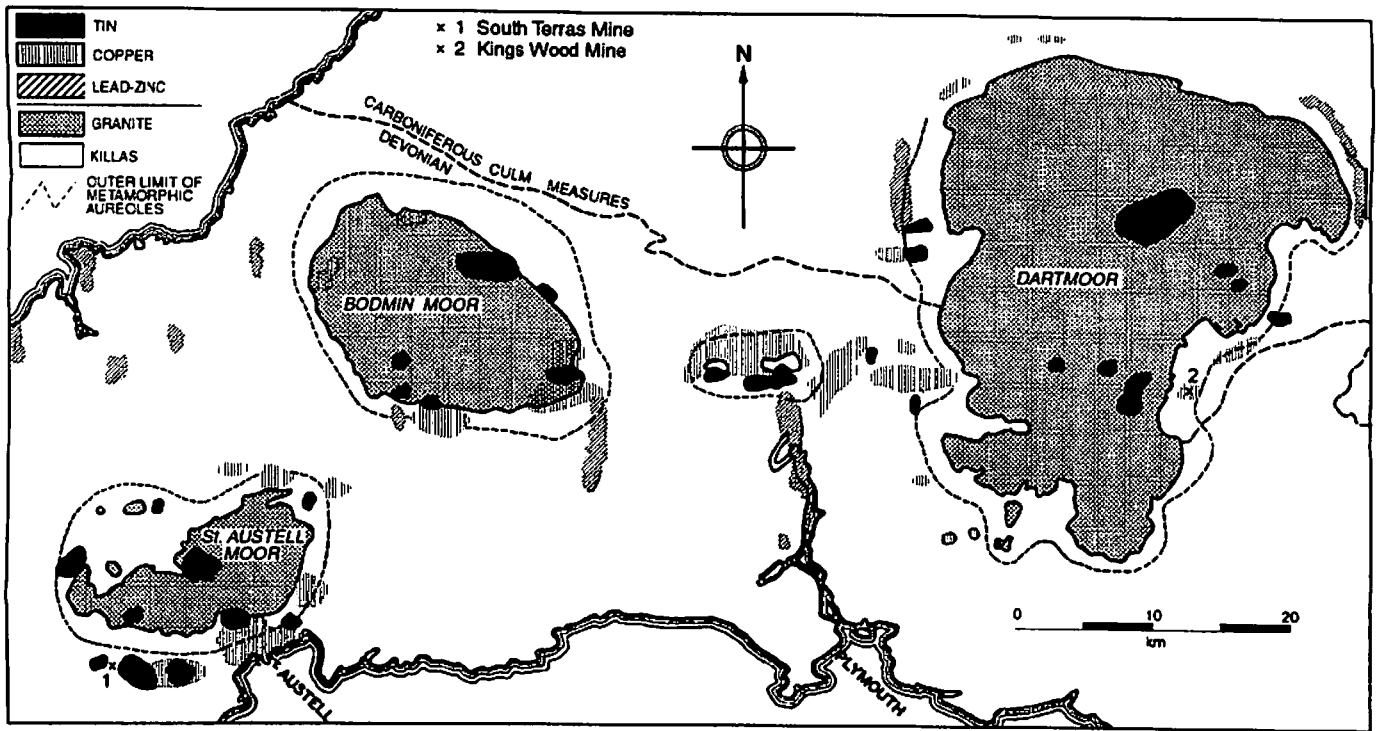 TIN
COPPER
LEAD-ZINC
GRANITE
KILLAS
OUTER LIMIT OF
METAMORPHIC
AUREOLES
× 1 South Terras Mine
× 2 Kings Wood Mine
N
CARBONIFEROUS CULM MEASURES
DEVONIAN
BODMIN MOOR
DARTMOOR
2
St. AUSTELL
MOOR
1
AUSTELL
PLYMOUTH
0 10 20
km